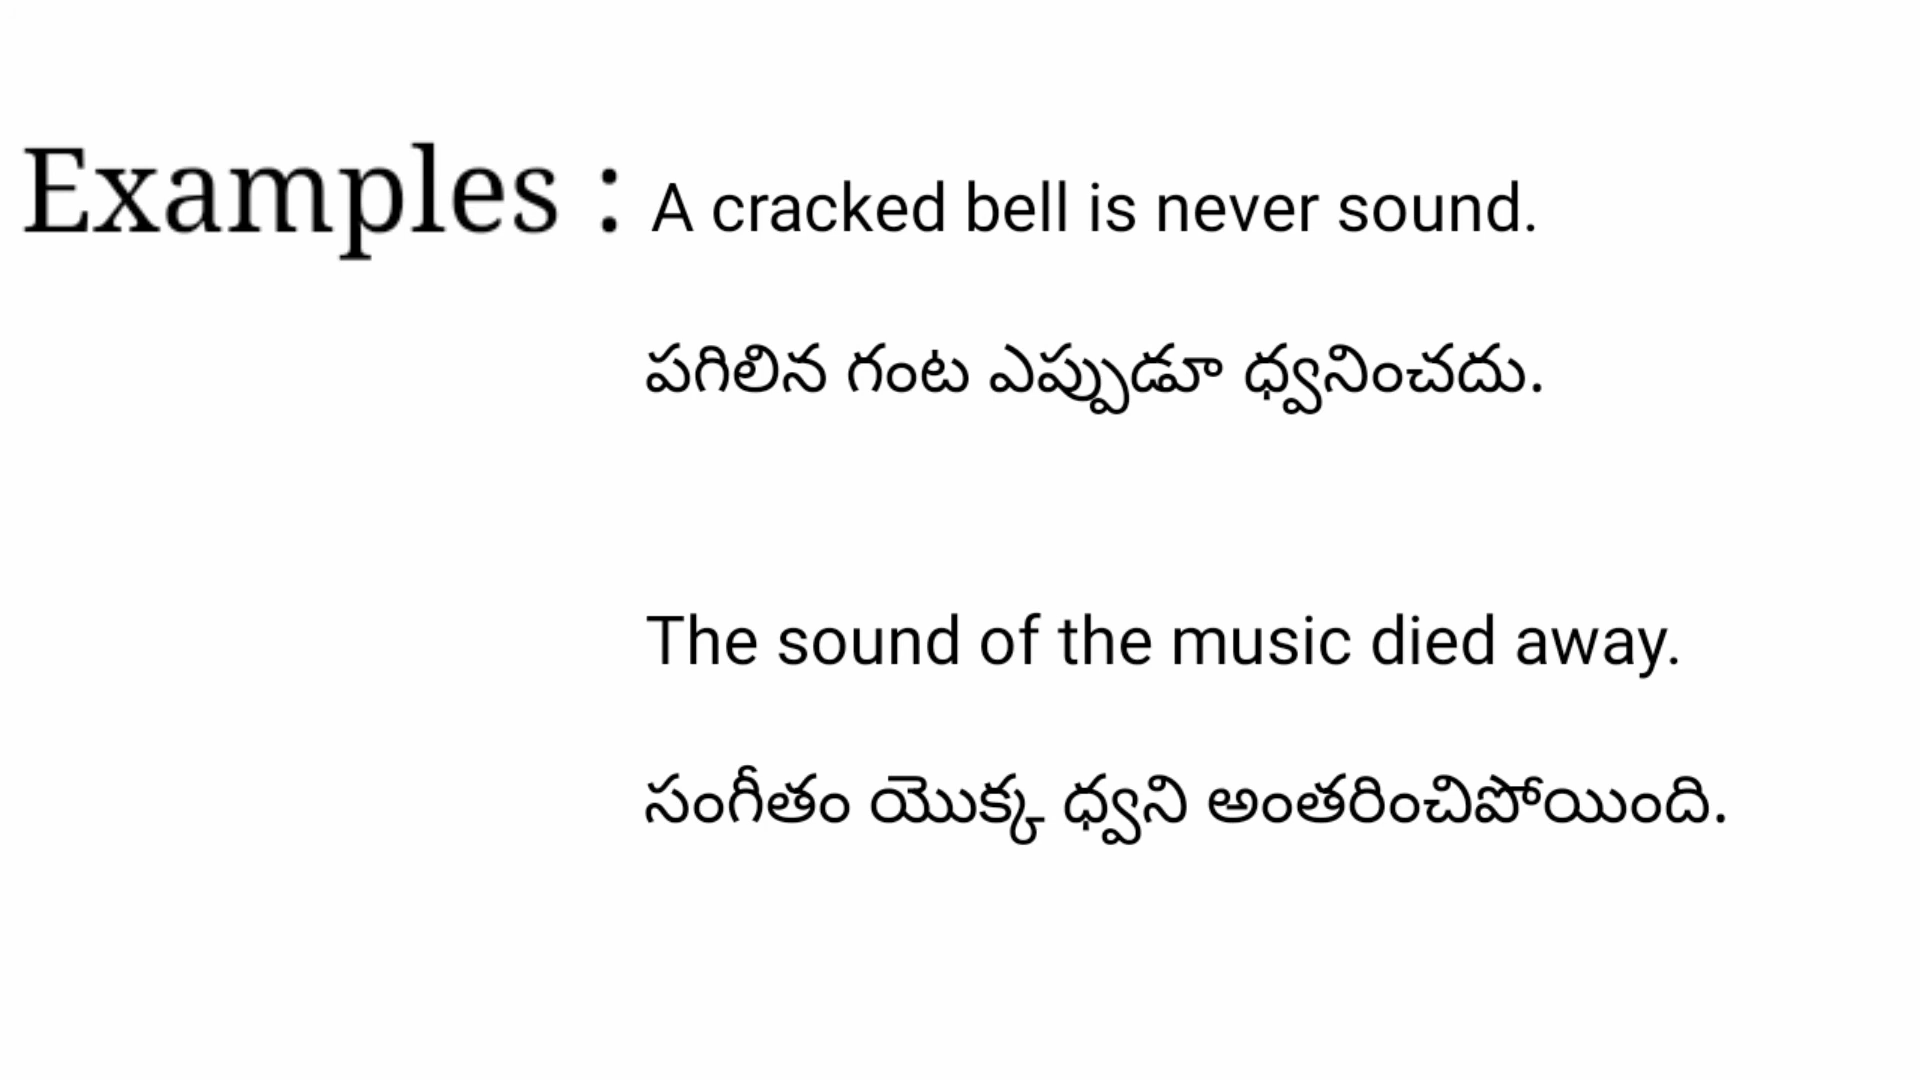 Examples : A cracked bell is never sound.
పగిలిన గంట ఎప్పుడూ ధ్వనించదు.
The sound of the music died away.
సంగీతం యొక్క ధ్వని అంతరించిపోయింది.